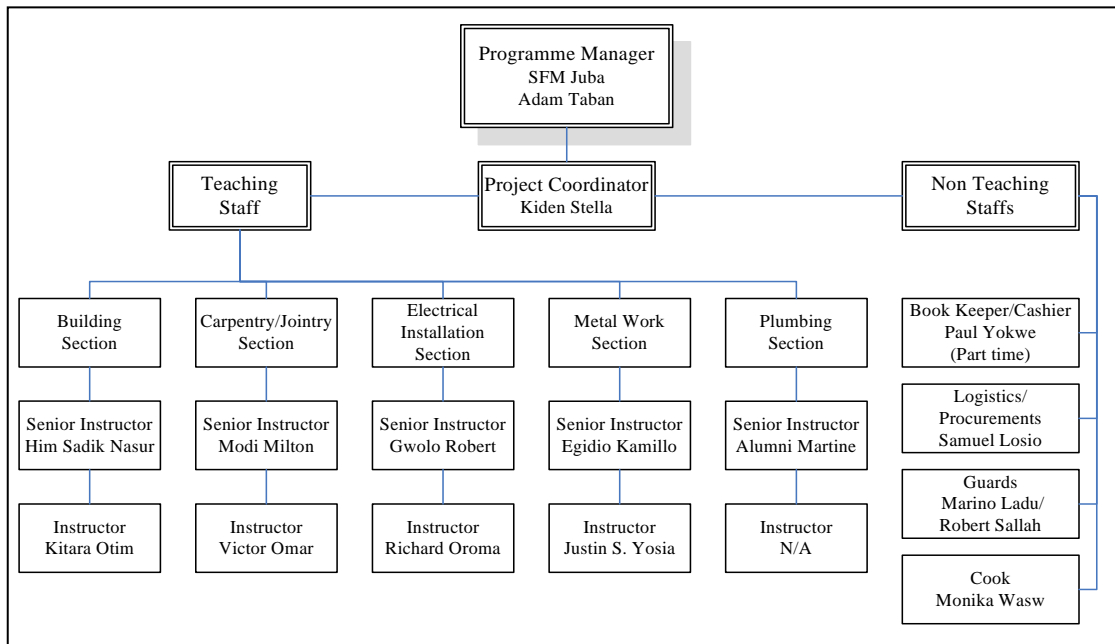 Programme Manager
SFM Juba
Adam Taban
Teaching
Staff
Project Coordinator
Kiden Stella
Non Teaching
Staffs
Building
Section
Carpentry/Jointry
Section
Electrical
Installation
Section
Metal Work
Section
Plumbing
Section
Senior Instructor
Him Sadik Nasur
Senior Instructor
Modi Milton
Senior Instructor
Gwolo Robert
Senior Instructor
Egidio Kamillo
Senior Instructor
Alumni Martine
Instructor
Kitara Otim
Instructor
Victor Omar
Instructor
Richard Oroma
Instructor
Justin S. Yosia
Instructor
N/A
Book Keeper/Cashier
Paul Yokwe
(Part time)
Logistics/
Procurements
Samuel Losio
Guards
Marino Ladu/
Robert Sallah
Cook
Monika Wasw